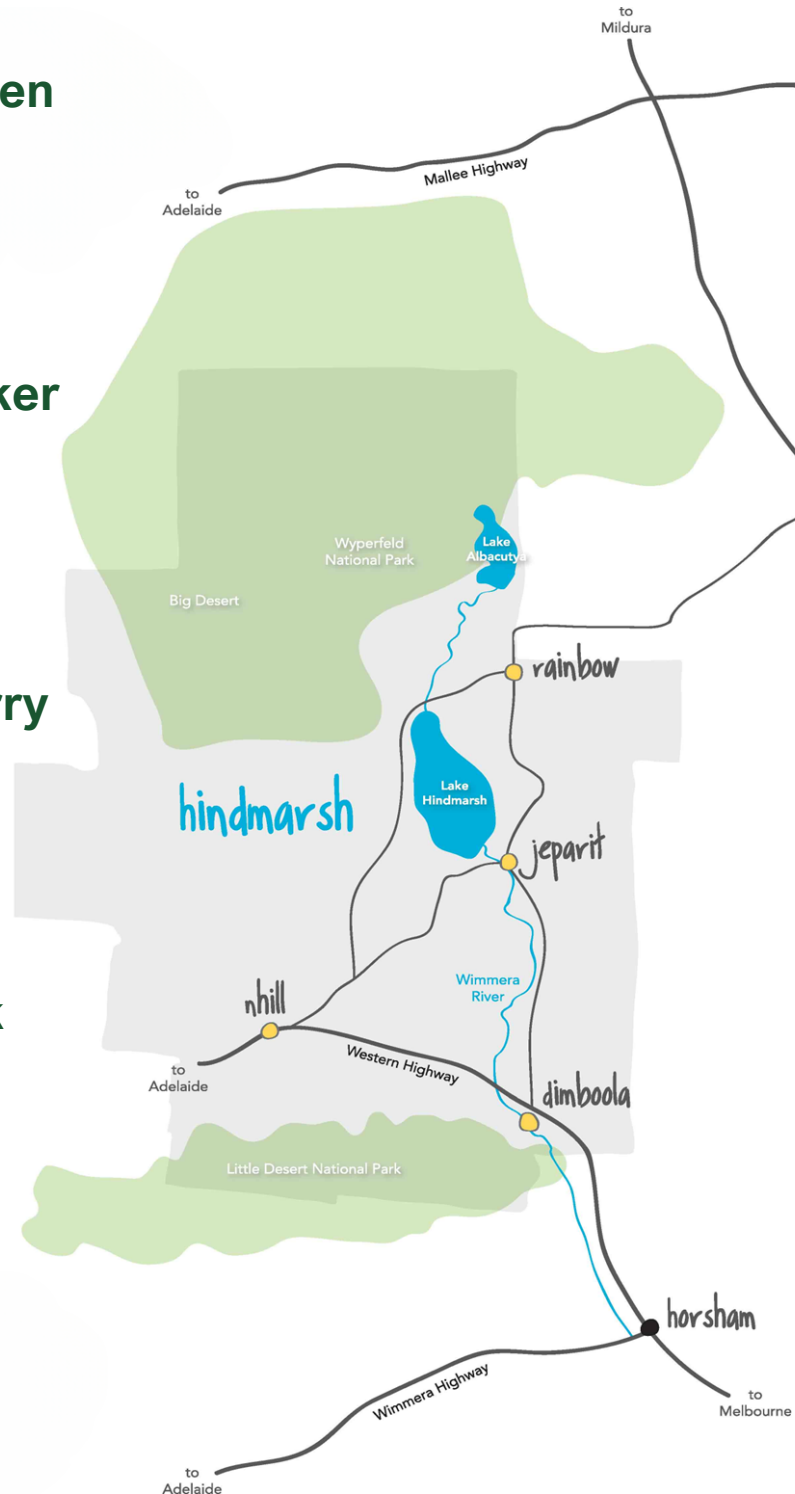 to
Mildura
en
Mallee Highway
to
Adelaide
ker
Wyperfeld
National Park
Lake
Albacutya
Big Desert
rainbow
rry
hindmarsh
Lake
Hindmarsh
jeparit
Wimmera
River
nhill
k
Western Highway
to
Adelaide
dimboola
Little Desert National Park
horsham
Wimmera Highway
to
Melbourne
to
Adelaide